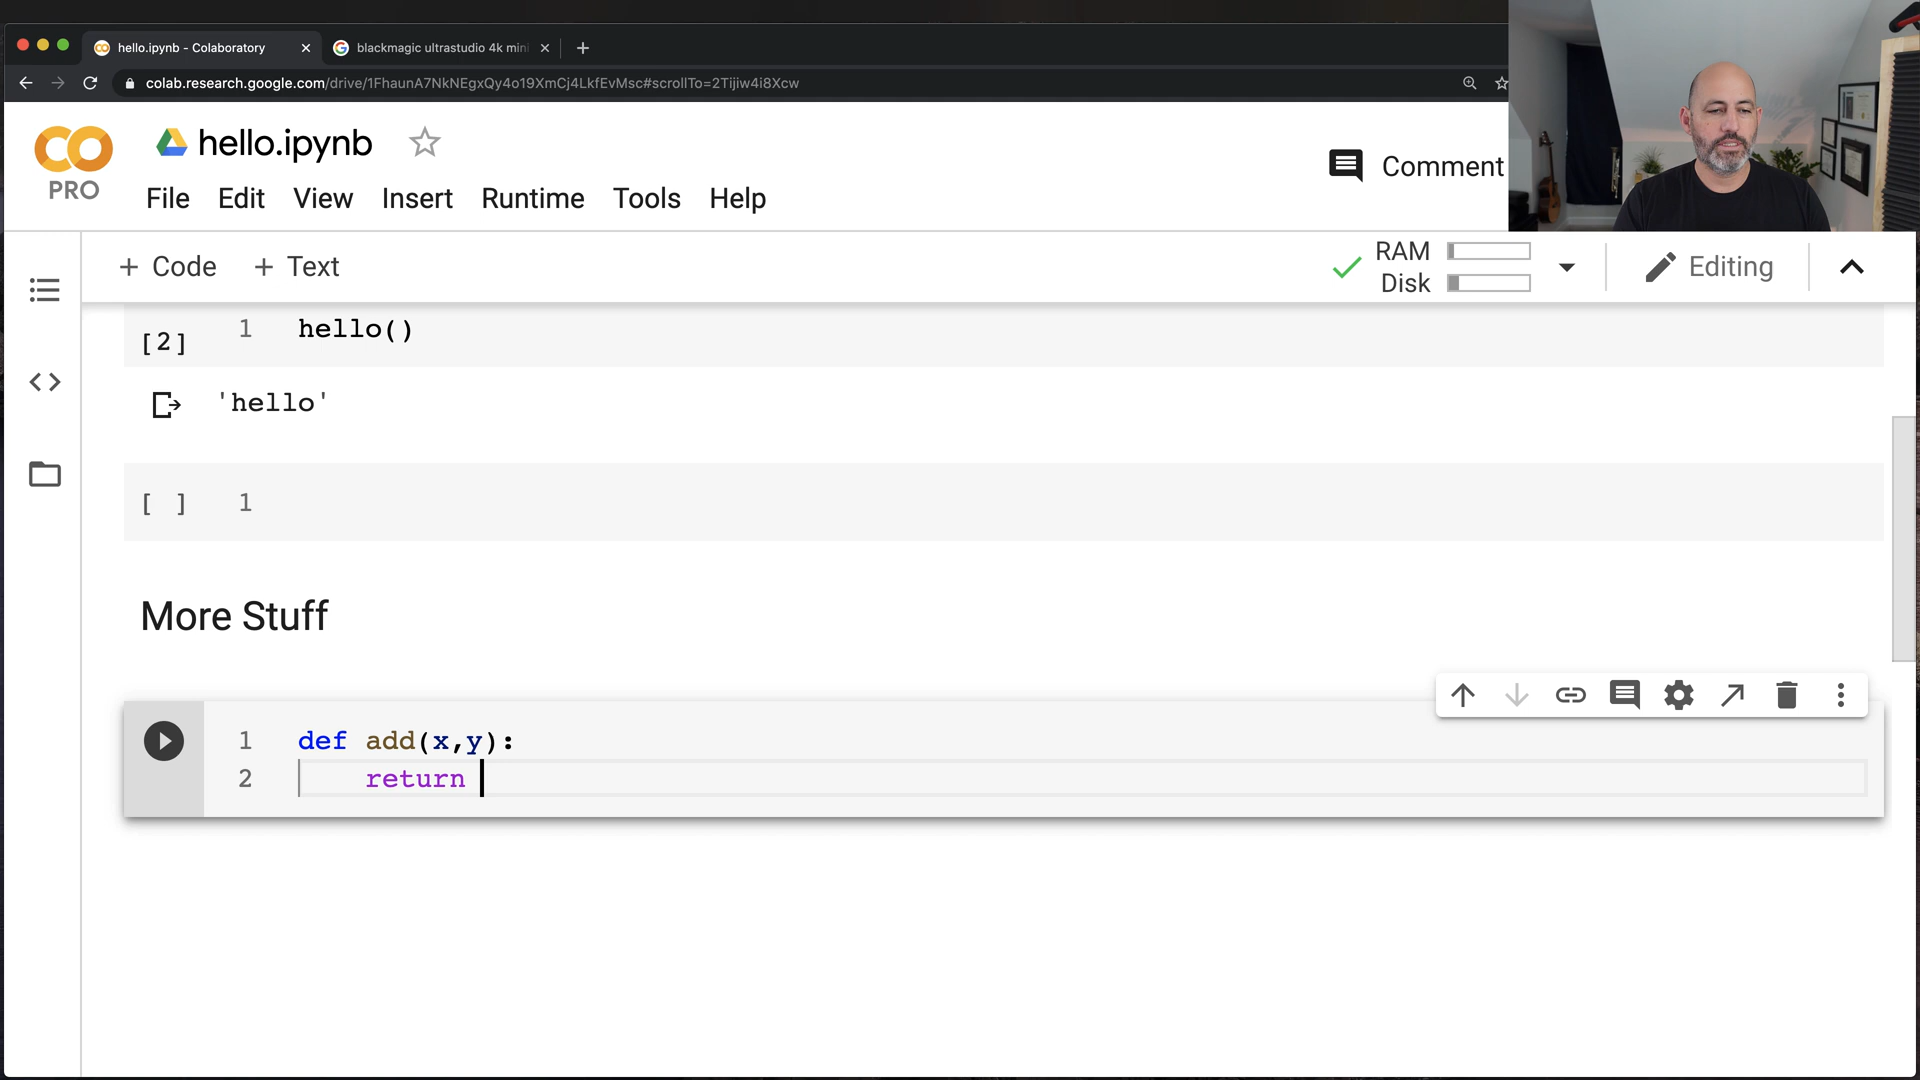 hello.ipynb - Colaboratory
blackmagic ultrastudio 4k mini
colab.research.google.com/drive/1FhaunA7NkNEgxQy4o19XmCj4LkfEvMsc#scrollTo=2Tijiw4i8Xcw
CO
PRO
hello.ipynb
Comment
File Edit View Insert Runtime Tools Help
+ Code + Text
RAM
Disk
Editing
[2] 1 hello()
'hello'
[ ] 1
More Stuff
1 def add(x,y):
2 return